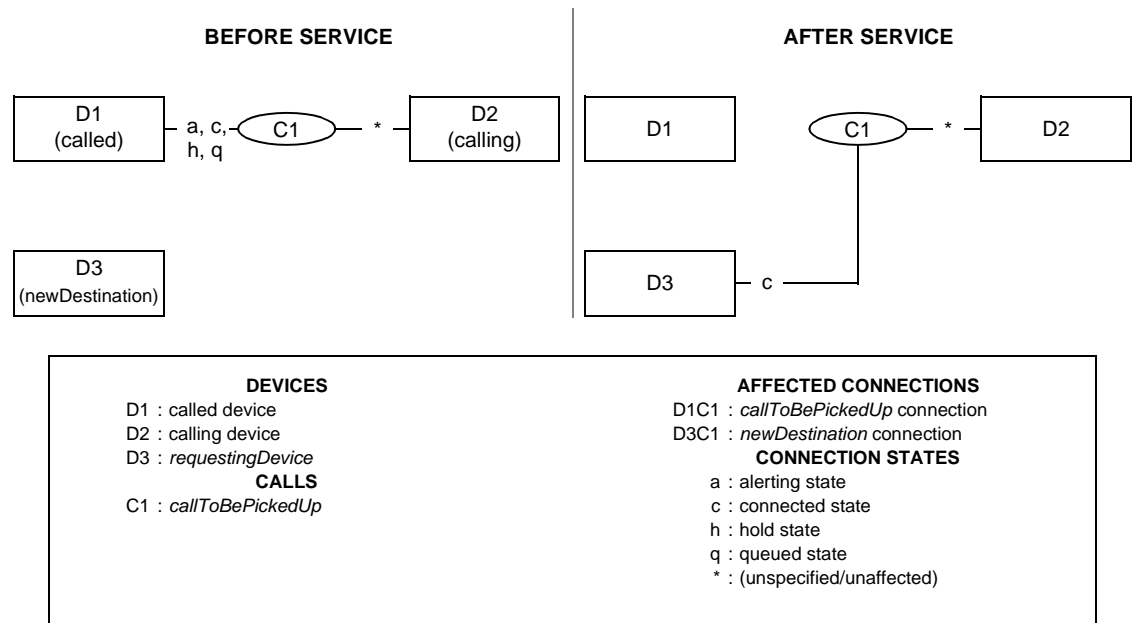 BEFORE SERVICE
AFTER SERVICE
D1
(called)
a, c,
h, q
C1
*
D2
(calling)
D3
(newDestination)
D1
C1
*
D2
D3
c
DEVICES
D1 : called device
D2 : calling device
D3 : requestingDevice
CALLS
C1 : callToBePickedUp
AFFECTED CONNECTIONS
D1C1 : callToBePickedUp connection
D3C1 : newDestination connection
CONNECTION STATES
a : alerting state
c : connected state
h : hold state
q : queued state
* : (unspecified/unaffected)